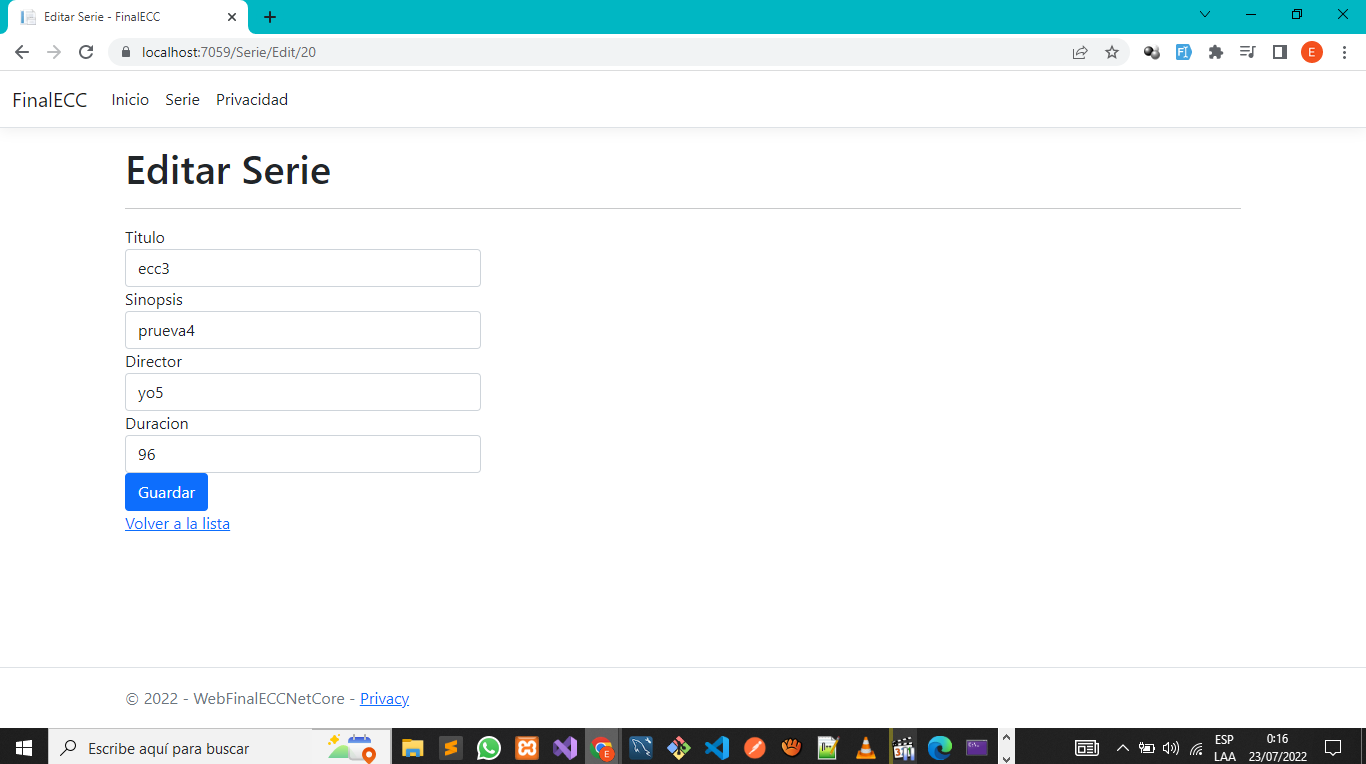 Editar Serie - FinalECC
localhost:7059/Serie/Edit/20
E
FinalECC Inicio Serie Privacidad
Editar Serie
Titulo
ecc3
Sinopsis
prueva4
Director
yo5
Duracion
96
Guardar
Volver a la lista
© 2022 - WebFinalECCNetCore - Privacy
Escribe aquí para buscar
ESP
LAA
0:16
23/07/2022